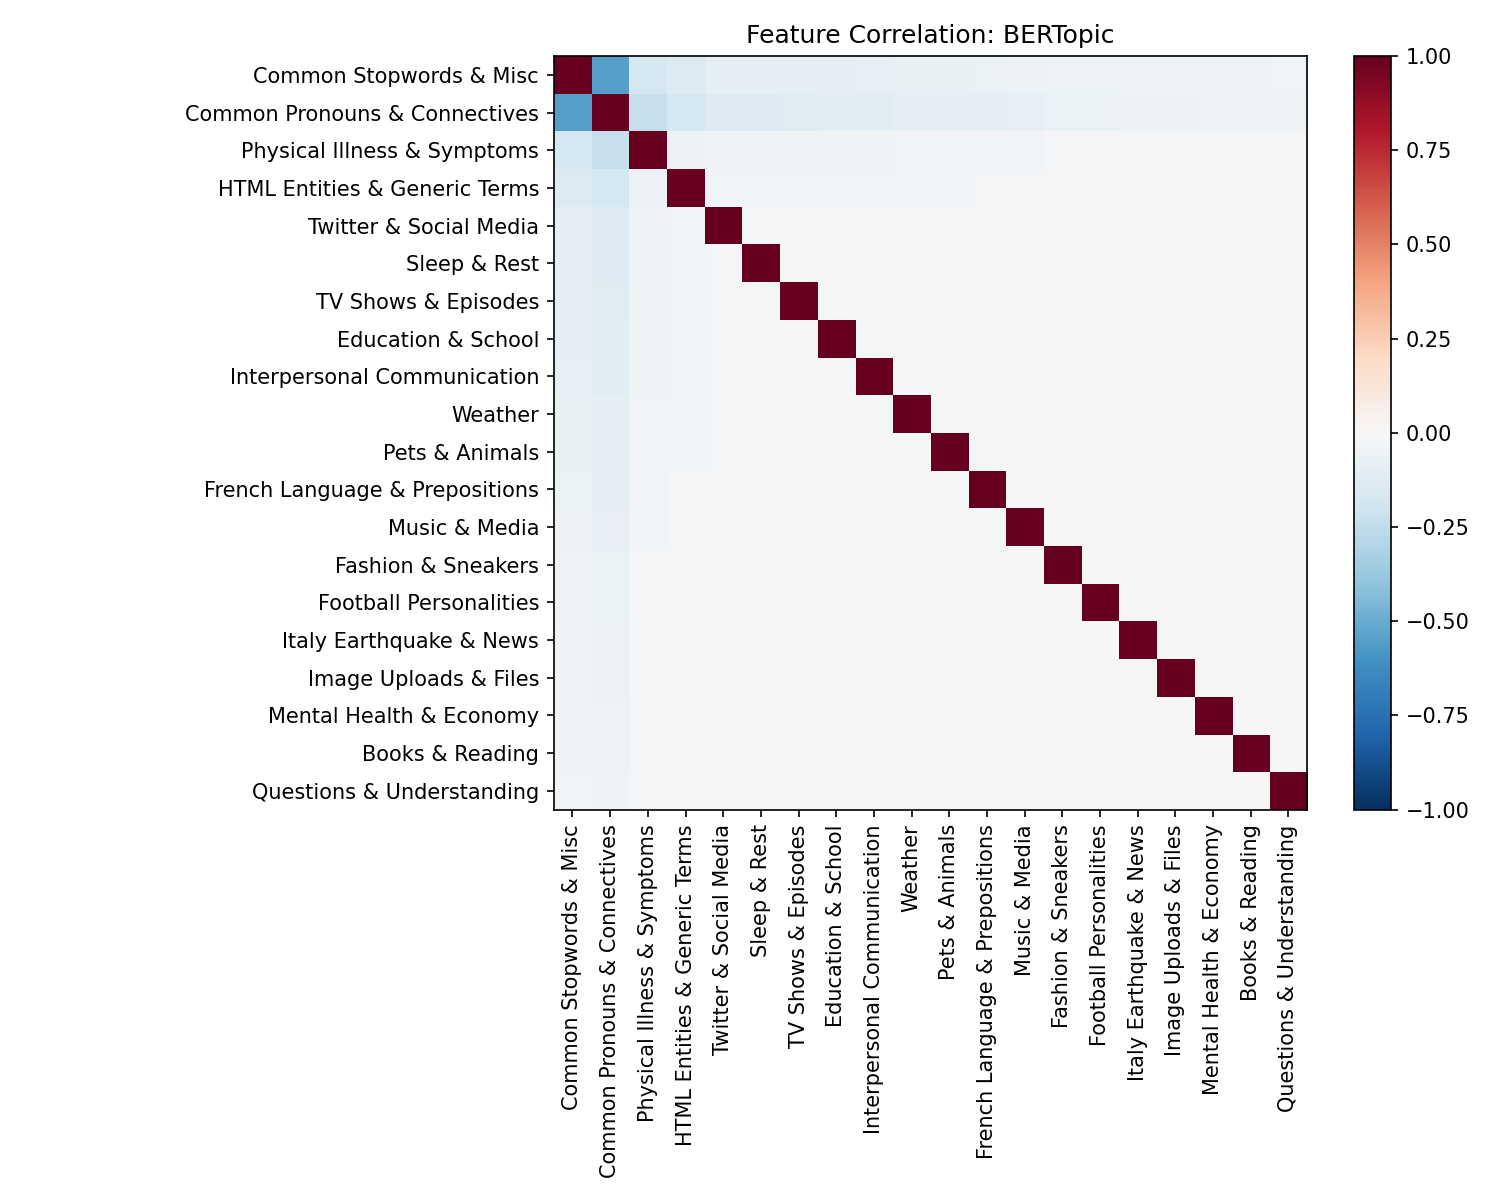 Feature Correlation: BERTopic
Common Stopwords & Misc
Common Pronouns & Connectives
Physical Illness & Symptoms
HTML Entities & Generic Terms
Twitter & Social Media
Sleep & Rest
TV Shows & Episodes
Education & School
Interpersonal Communication
Weather
Pets & Animals
French Language & Prepositions
Music & Media
Fashion & Sneakers
Football Personalities
Italy Earthquake & News
Image Uploads & Files
Mental Health & Economy
Books & Reading
Questions & Understanding
Common Stopwords & Misc
Common Pronouns & Connectives
Physical Illness & Symptoms
HTML Entities & Generic Terms
Twitter & Social Media
Sleep & Rest
TV Shows & Episodes
Education & School
Interpersonal Communication
Weather
Pets & Animals
French Language & Prepositions
Music & Media
Fashion & Sneakers
Football Personalities
Italy Earthquake & News
Image Uploads & Files
Mental Health & Economy
Books & Reading
Questions & Understanding
1.00
0.75
0.50
0.25
0.00
−0.25
−0.50
−0.75
−1.00